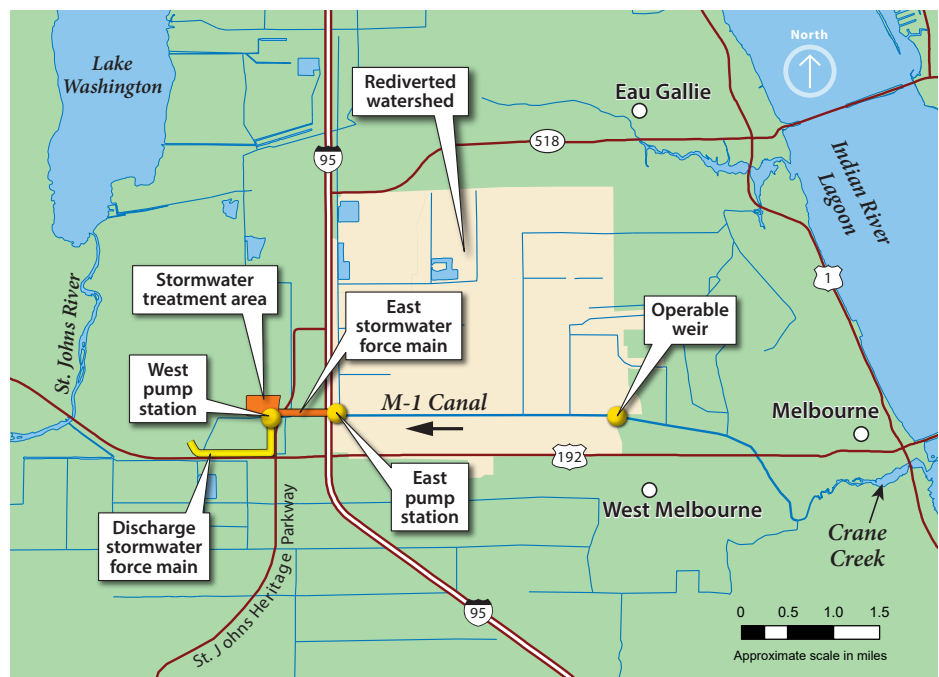 Lake
Washington
North
Rediverted
watershed
Eau Gallie
518
95
Indian River
Lagoon
St. Johns River
Stormwater
treatment area
East
stormwater
force main
Operable
weir
1
West
pump
station
M-1 Canal
Melbourne
192
East
pump
station
West Melbourne
Discharge
stormwater
force main
Crane
Creek
St. Johns Heritage Parkway
95
0 0.5 1.0 1.5
Approximate scale in miles